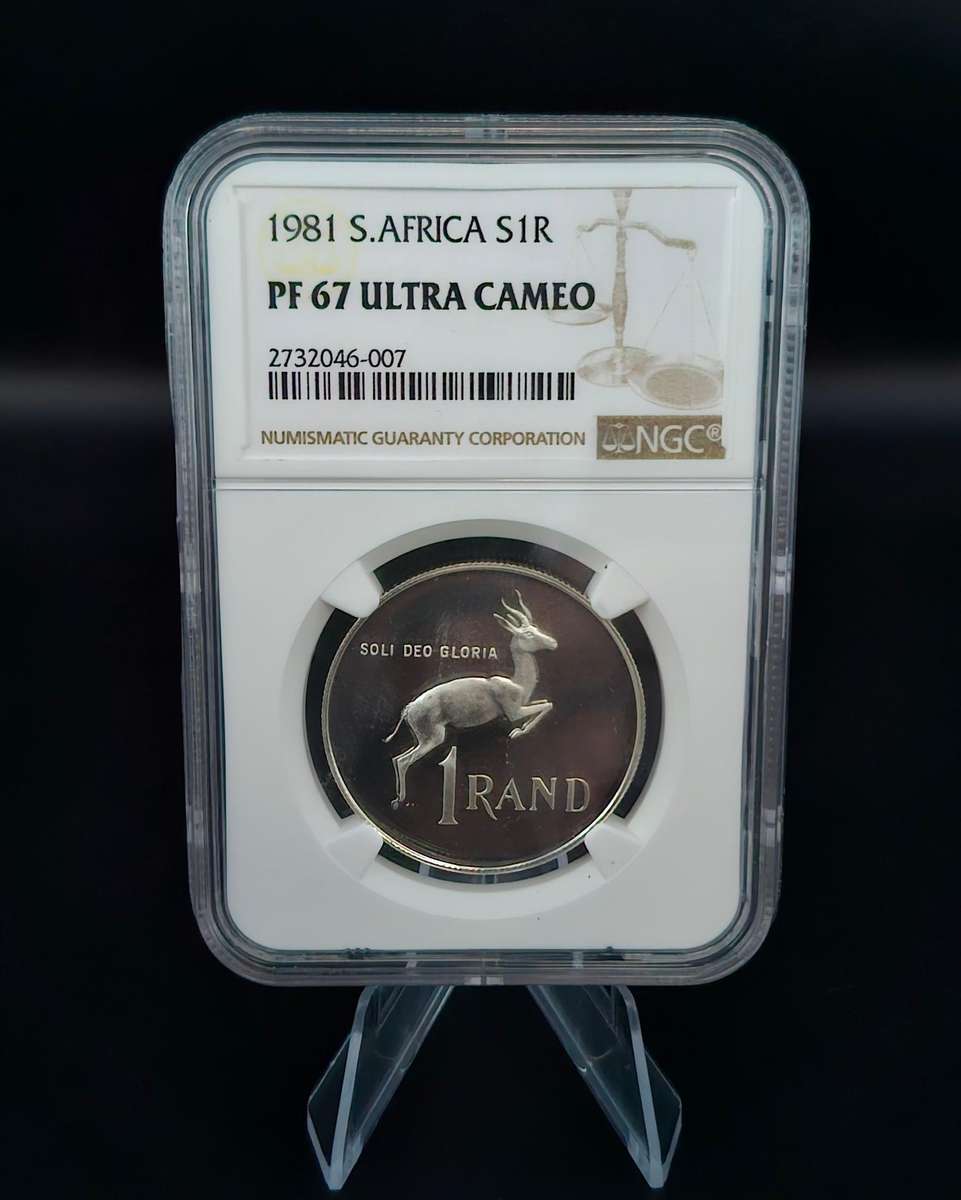 1981 S.AFRICA S1R
PF 67 ULTRA CAMEO
2732046-007
NUMISMATIC GUARANTY CORPORATION
NGC®
SOLI DEO GLORIA
1 RAND